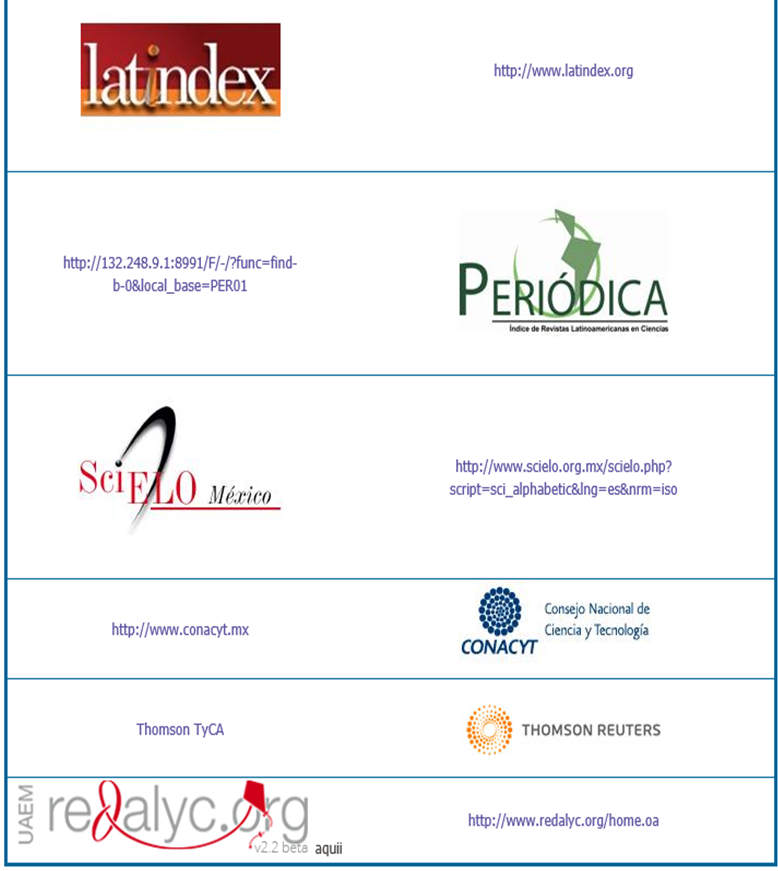 latindex
http://www.latindex.org
http://132.248.9.1:8991/F/-/?func=find-
b-0&local_base=PER01
PERIÓDICA
Índice de Revistas Latinoamericanas en Ciencias
SciELO México
http://www.scielo.org.mx/scielo.php?
script=sci_alphabetic&lng=es&nrm=iso
http://www.conacyt.mx
CONACYT
Consejo Nacional de
Ciencia y Tecnología
Thomson TyCA
THOMSON REUTERS
UAEM
redalyc.org
v2.2 beta aquii
http://www.redalyc.org/home.oa